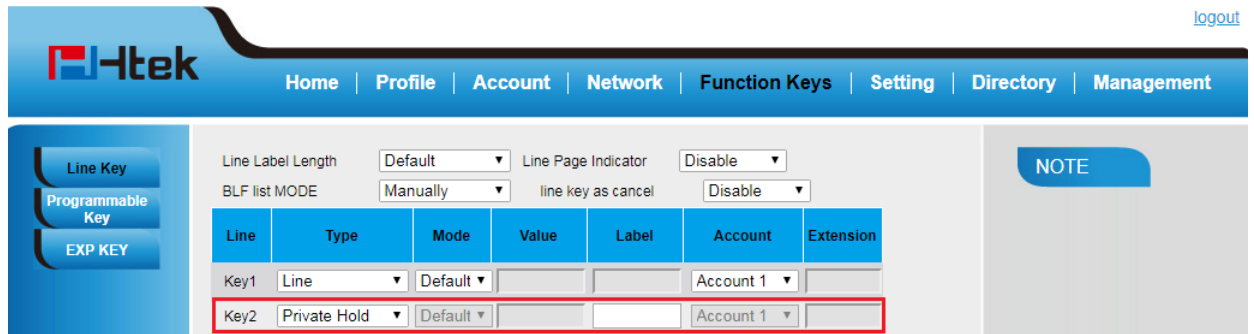 logout
Htek
Home | Profile | Account | Network | Function Keys | Setting | Directory | Management
Line Key
Programmable
Key
EXP KEY
Line Label Length Default Line Page Indicator Disable
BLF list MODE Manually line key as cancel Disable
Line Type Mode Value Label Account Extension
Key1 Line Default Account 1
Key2 Private Hold Default Account 1
NOTE